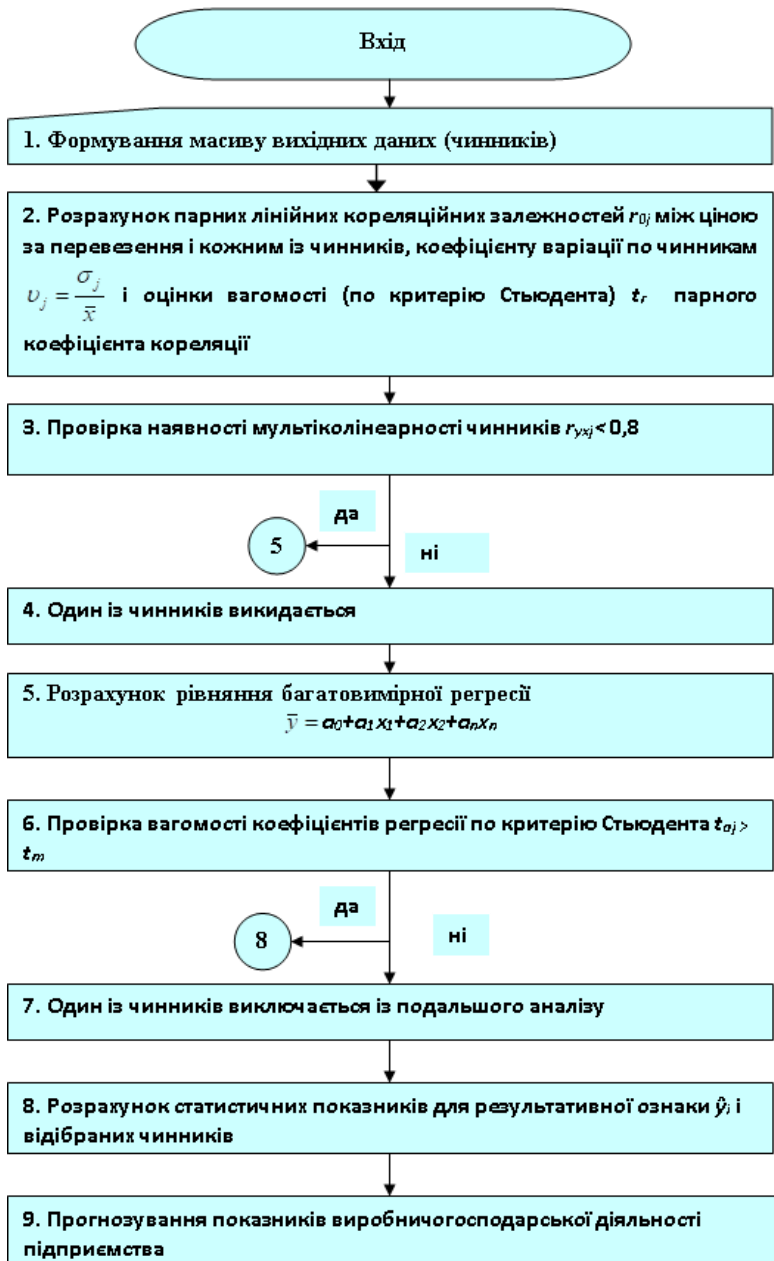 Вхід
1. Формування масиву вихідних даних (чинників)
2. Розрахунок парних лінійних кореляційних залежностей r₀ⱼ між ціною
за перевезення і кожним із чинників, коефіцієнту варіації по чинникам
υⱼ = σⱼ / x̄ і оцінки вагомості (по критерію Стьюдента) tᵣ парного
коефіцієнта кореляції
3. Провірка наявності мультіколінеарності чинників r_yxj < 0,8
да
5
ні
4. Один із чинників викидається
5. Розрахунок рівняння багатовимірної регресії
ȳ = a₀+a₁x₁+a₂x₂+aₙxₙ
6. Провірка вагомості коефіцієнтів регресії по критерію Стьюдента t_aj >
tₘ
да
8
ні
7. Один із чинників виключається із подальшого аналізу
8. Розрахунок статистичних показників для результативної ознаки ŷᵢ і
відібраних чинників
9. Прогнозування показників виробничогосподарської діяльності
підприємства